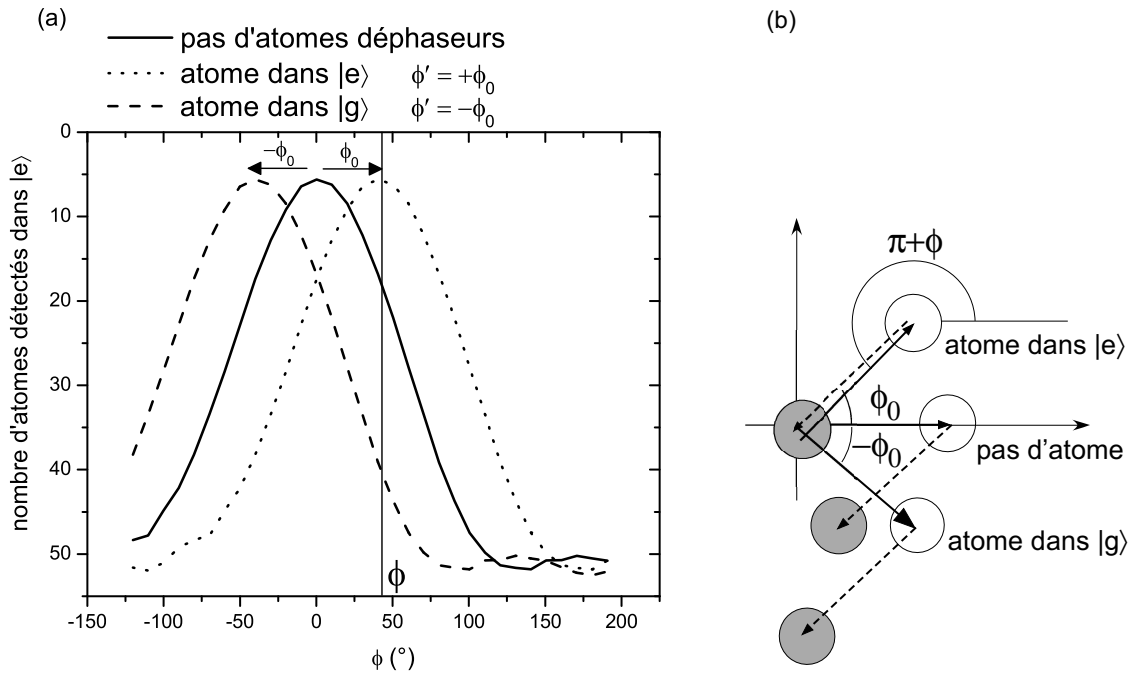 (a)
pas d'atomes déphaseurs
atome dans |e⟩ ϕ′ = +ϕ₀
atome dans |g⟩ ϕ′ = −ϕ₀
nombre d'atomes détectés dans |e⟩
0
10
20
30
40
50
−ϕ₀ ϕ₀
ϕ
-150 -100 -50 0 50 100 150 200
ϕ (°)
(b)
π+ϕ
atome dans |e⟩
ϕ₀
−ϕ₀
pas d'atome
atome dans |g⟩